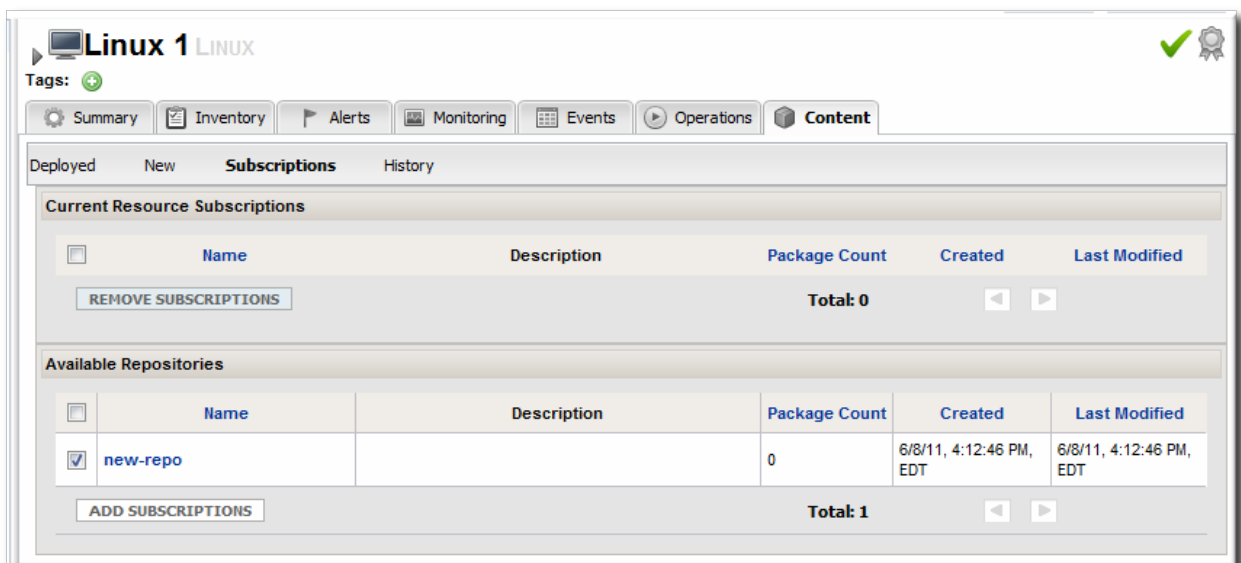 Linux 1 LINUX
Tags:
Summary Inventory Alerts Monitoring Events Operations Content
Deployed New Subscriptions History
Current Resource Subscriptions
Name Description Package Count Created Last Modified
REMOVE SUBSCRIPTIONS Total: 0
Available Repositories
Name Description Package Count Created Last Modified
new-repo 0 6/8/11, 4:12:46 PM, EDT 6/8/11, 4:12:46 PM, EDT
ADD SUBSCRIPTIONS Total: 1